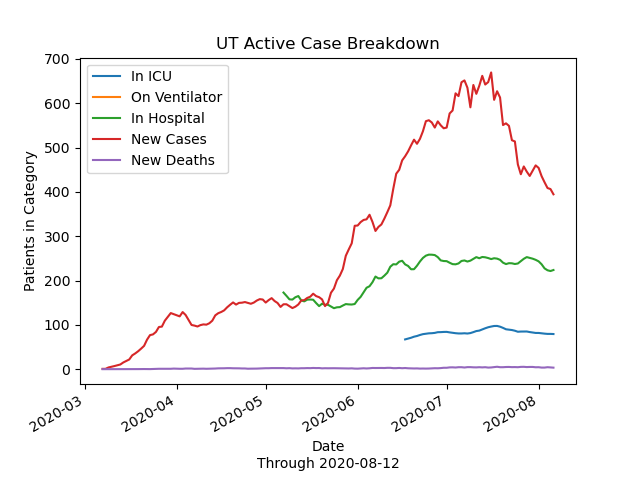 UT Active Case Breakdown
In ICU
On Ventilator
In Hospital
New Cases
New Deaths
Patients in Category
700
600
500
400
300
200
100
0
2020-03
2020-04
2020-05
2020-06
2020-07
2020-08
Date
Through 2020-08-12